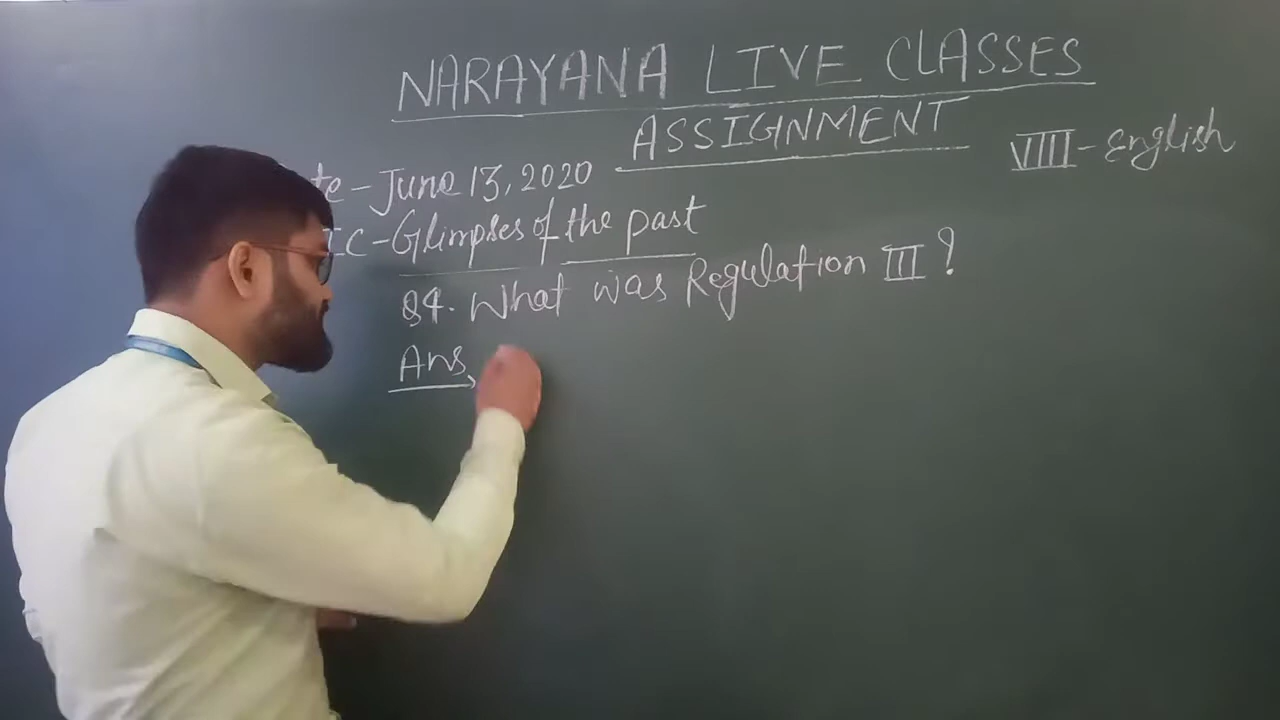 NARAYANA LIVE CLASSES
ASSIGNMENT
VIII - English
te - June 13, 2020
IC - Glimpses of the past
Q4. What was Regulation III ?
Ans,